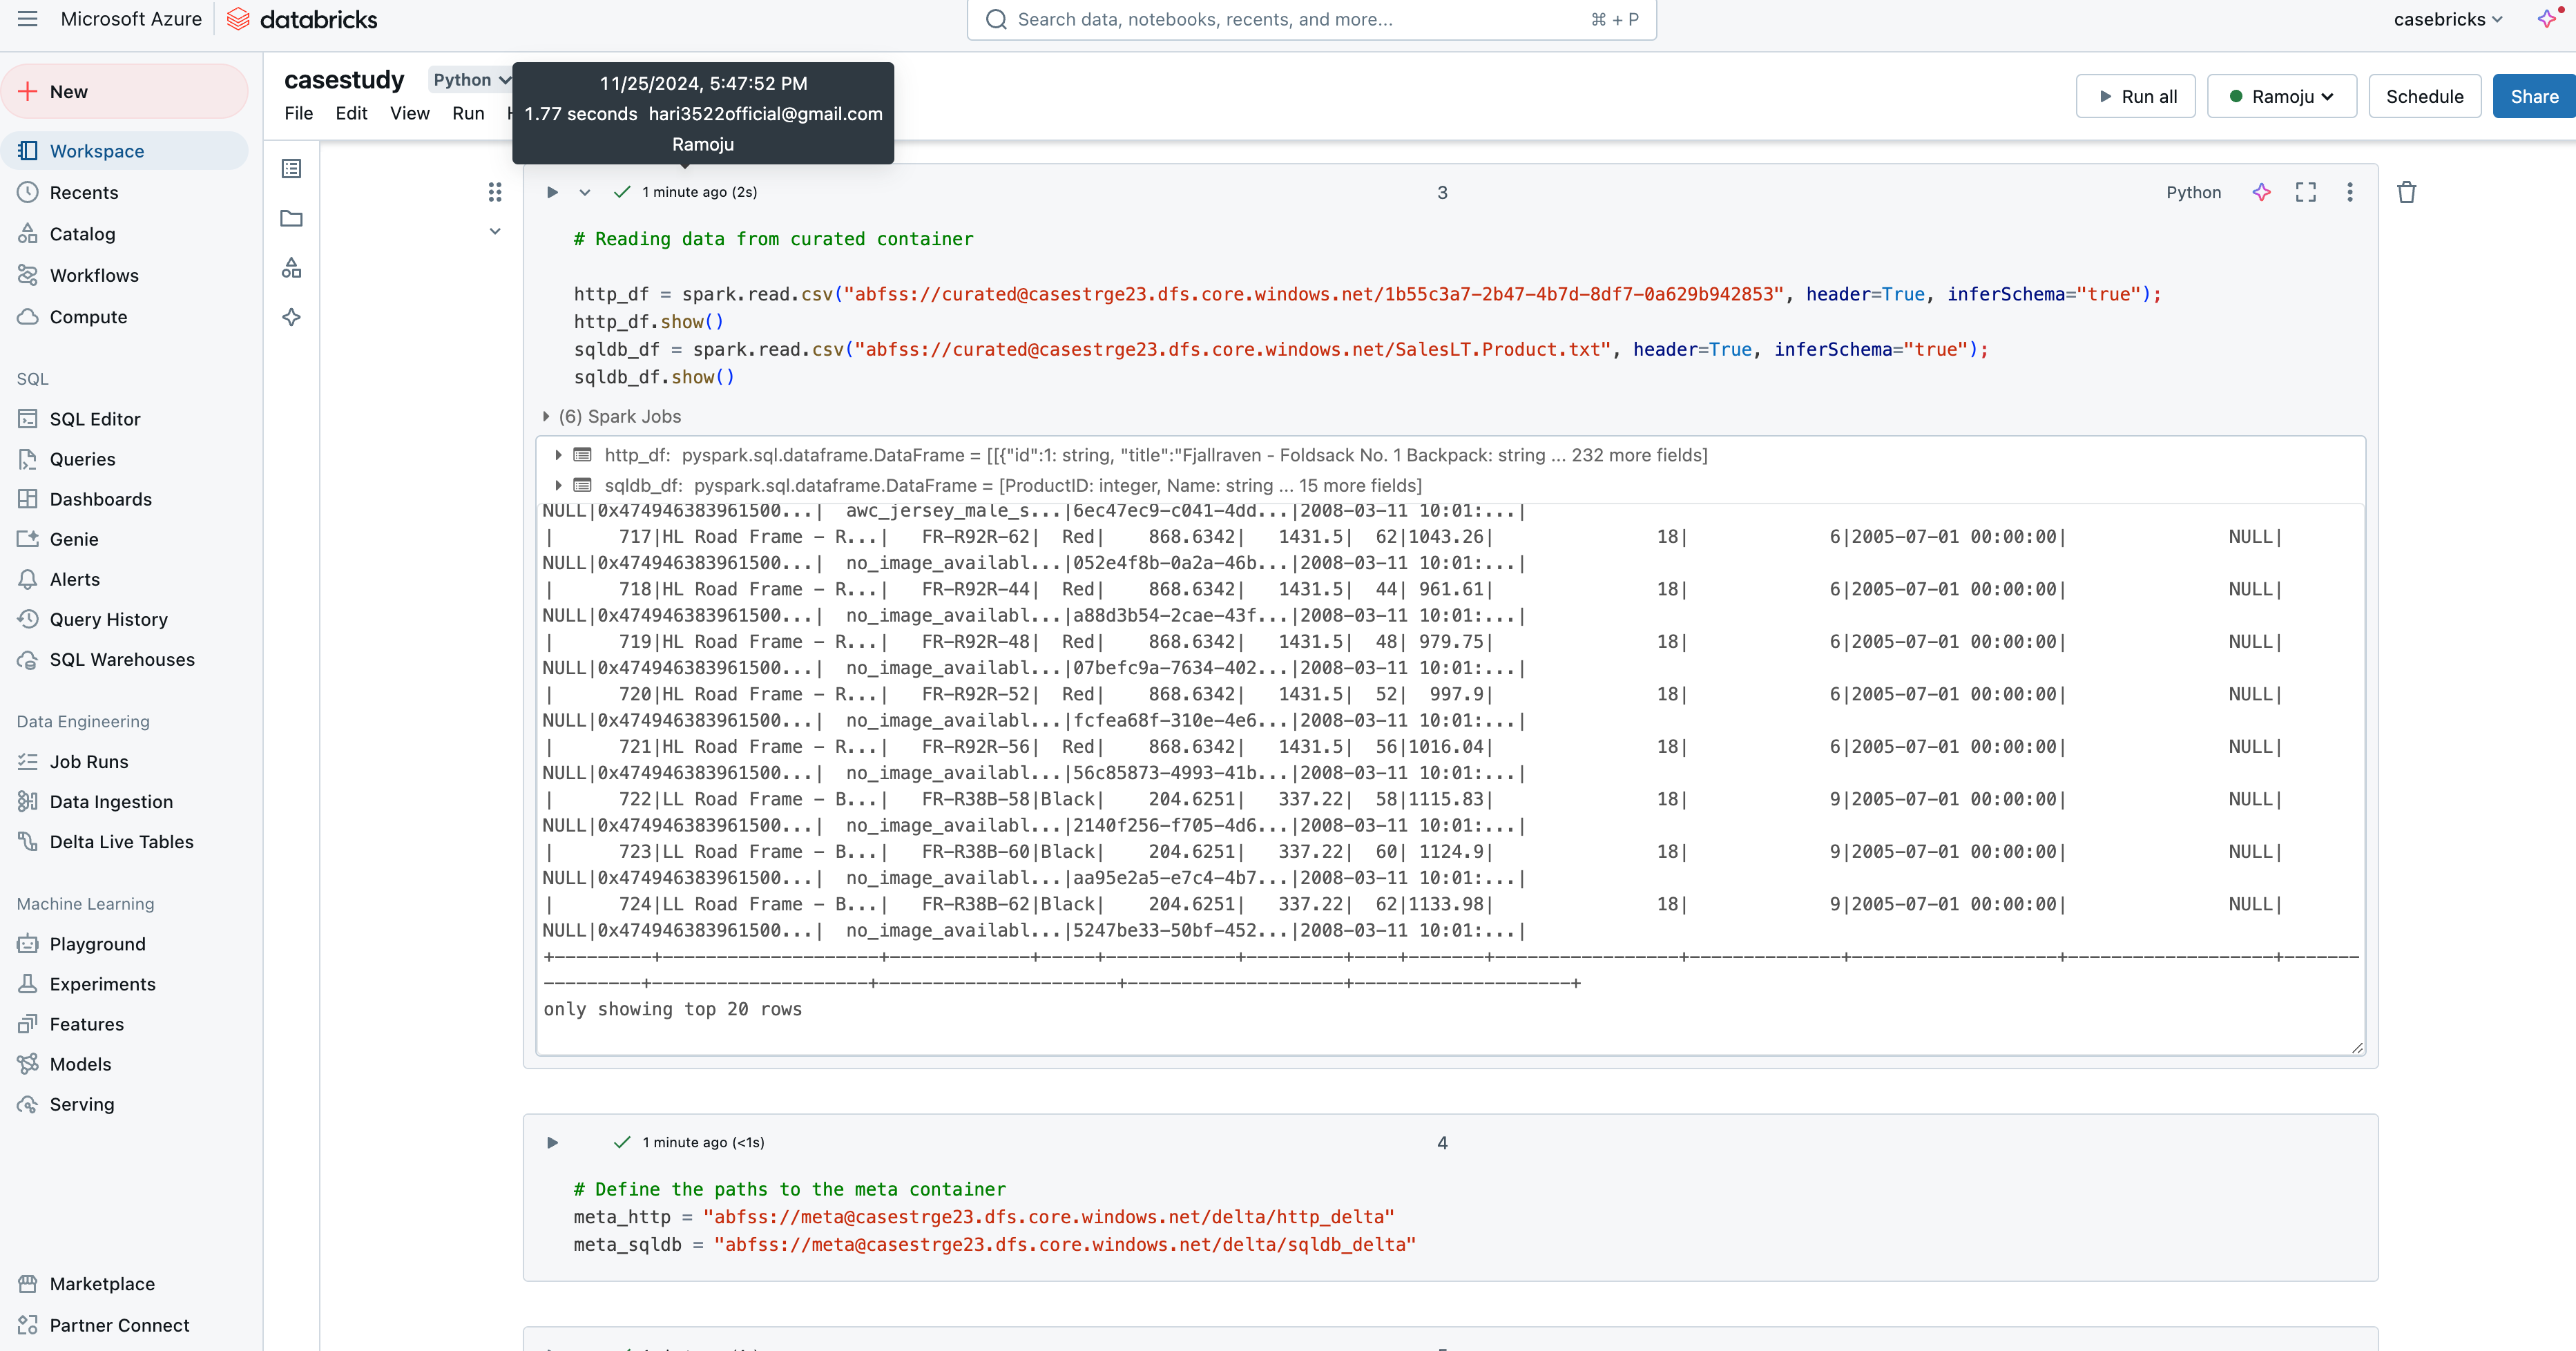 Microsoft Azure databricks
Search data, notebooks, recents, and more... ⌘ + P
casebricks
New
Workspace
Recents
Catalog
Workflows
Compute
SQL
SQL Editor
Queries
Dashboards
Genie
Alerts
Query History
SQL Warehouses
Data Engineering
Job Runs
Data Ingestion
Delta Live Tables
Machine Learning
Playground
Experiments
Features
Models
Serving
Marketplace
Partner Connect
casestudy Python
File Edit View Run
11/25/2024, 5:47:52 PM
1.77 seconds hari3522official@gmail.com
Ramoju
Run all Ramoju Schedule Share
1 minute ago (2s) 3 Python
# Reading data from curated container
http_df = spark.read.csv("abfss://curated@casestrge23.dfs.core.windows.net/1b55c3a7-2b47-4b7d-8df7-0a629b942853", header=True, inferSchema="true");
http_df.show()
sqldb_df = spark.read.csv("abfss://curated@casestrge23.dfs.core.windows.net/SalesLT.Product.txt", header=True, inferSchema="true");
sqldb_df.show()
(6) Spark Jobs
http_df: pyspark.sql.dataframe.DataFrame = [[{"id":1: string, "title":"Fjallraven - Foldsack No. 1 Backpack: string ... 232 more fields]
sqldb_df: pyspark.sql.dataframe.DataFrame = [ProductID: integer, Name: string ... 15 more fields]
NULL|0x474946383961500...| awc_jersey_male_s...|6ec47ec9-c041-4dd...|2008-03-11 10:01:...|
| 717|HL Road Frame - R...| FR-R92R-62| Red| 868.6342| 1431.5| 62|1043.26| 18| 6|2005-07-01 00:00:00| NULL|
NULL|0x474946383961500...| no_image_availabl...|052e4f8b-0a2a-46b...|2008-03-11 10:01:...|
| 718|HL Road Frame - R...| FR-R92R-44| Red| 868.6342| 1431.5| 44| 961.61| 18| 6|2005-07-01 00:00:00| NULL|
NULL|0x474946383961500...| no_image_availabl...|a88d3b54-2cae-43f...|2008-03-11 10:01:...|
| 719|HL Road Frame - R...| FR-R92R-48| Red| 868.6342| 1431.5| 48| 979.75| 18| 6|2005-07-01 00:00:00| NULL|
NULL|0x474946383961500...| no_image_availabl...|07befc9a-7634-402...|2008-03-11 10:01:...|
| 720|HL Road Frame - R...| FR-R92R-52| Red| 868.6342| 1431.5| 52| 997.9| 18| 6|2005-07-01 00:00:00| NULL|
NULL|0x474946383961500...| no_image_availabl...|fcfea68f-310e-4e6...|2008-03-11 10:01:...|
| 721|HL Road Frame - R...| FR-R92R-56| Red| 868.6342| 1431.5| 56|1016.04| 18| 6|2005-07-01 00:00:00| NULL|
NULL|0x474946383961500...| no_image_availabl...|56c85873-4993-41b...|2008-03-11 10:01:...|
| 722|LL Road Frame - B...| FR-R38B-58|Black| 204.6251| 337.22| 58|1115.83| 18| 9|2005-07-01 00:00:00| NULL|
NULL|0x474946383961500...| no_image_availabl...|2140f256-f705-4d6...|2008-03-11 10:01:...|
| 723|LL Road Frame - B...| FR-R38B-60|Black| 204.6251| 337.22| 60| 1124.9| 18| 9|2005-07-01 00:00:00| NULL|
NULL|0x474946383961500...| no_image_availabl...|aa95e2a5-e7c4-4b7...|2008-03-11 10:01:...|
| 724|LL Road Frame - B...| FR-R38B-62|Black| 204.6251| 337.22| 62|1133.98| 18| 9|2005-07-01 00:00:00| NULL|
NULL|0x474946383961500...| no_image_availabl...|5247be33-50bf-452...|2008-03-11 10:01:...|
+---------+--------------------+-------------+-----+------------+---------+----+-------+-----------------+--------------+-------------------+-------------------+-------
---------+--------------------+----------------------+--------------------+--------------------+
only showing top 20 rows
1 minute ago (<1s) 4
# Define the paths to the meta container
meta_http = "abfss://meta@casestrge23.dfs.core.windows.net/delta/http_delta"
meta_sqldb = "abfss://meta@casestrge23.dfs.core.windows.net/delta/sqldb_delta"